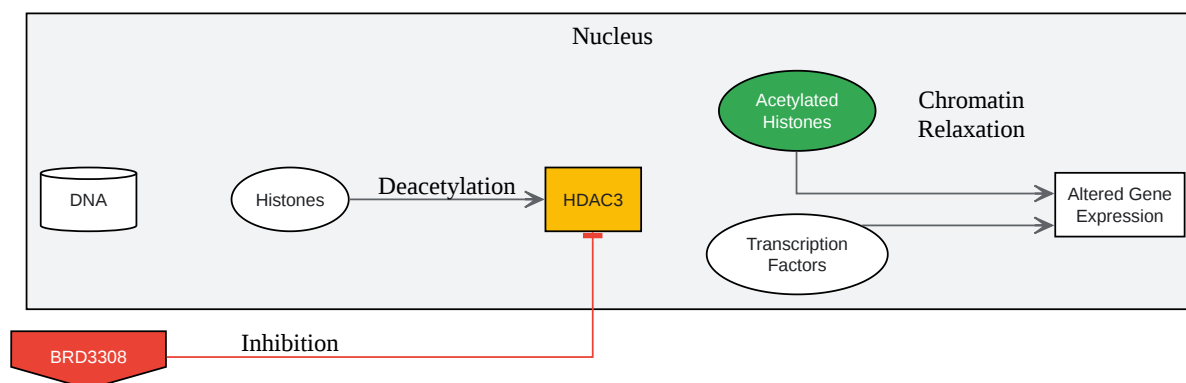 Nucleus
Acetylated
Histones
Chromatin
Relaxation
DNA
Histones
Deacetylation
HDAC3
Altered Gene
Expression
Transcription
Factors
BRD3308
Inhibition